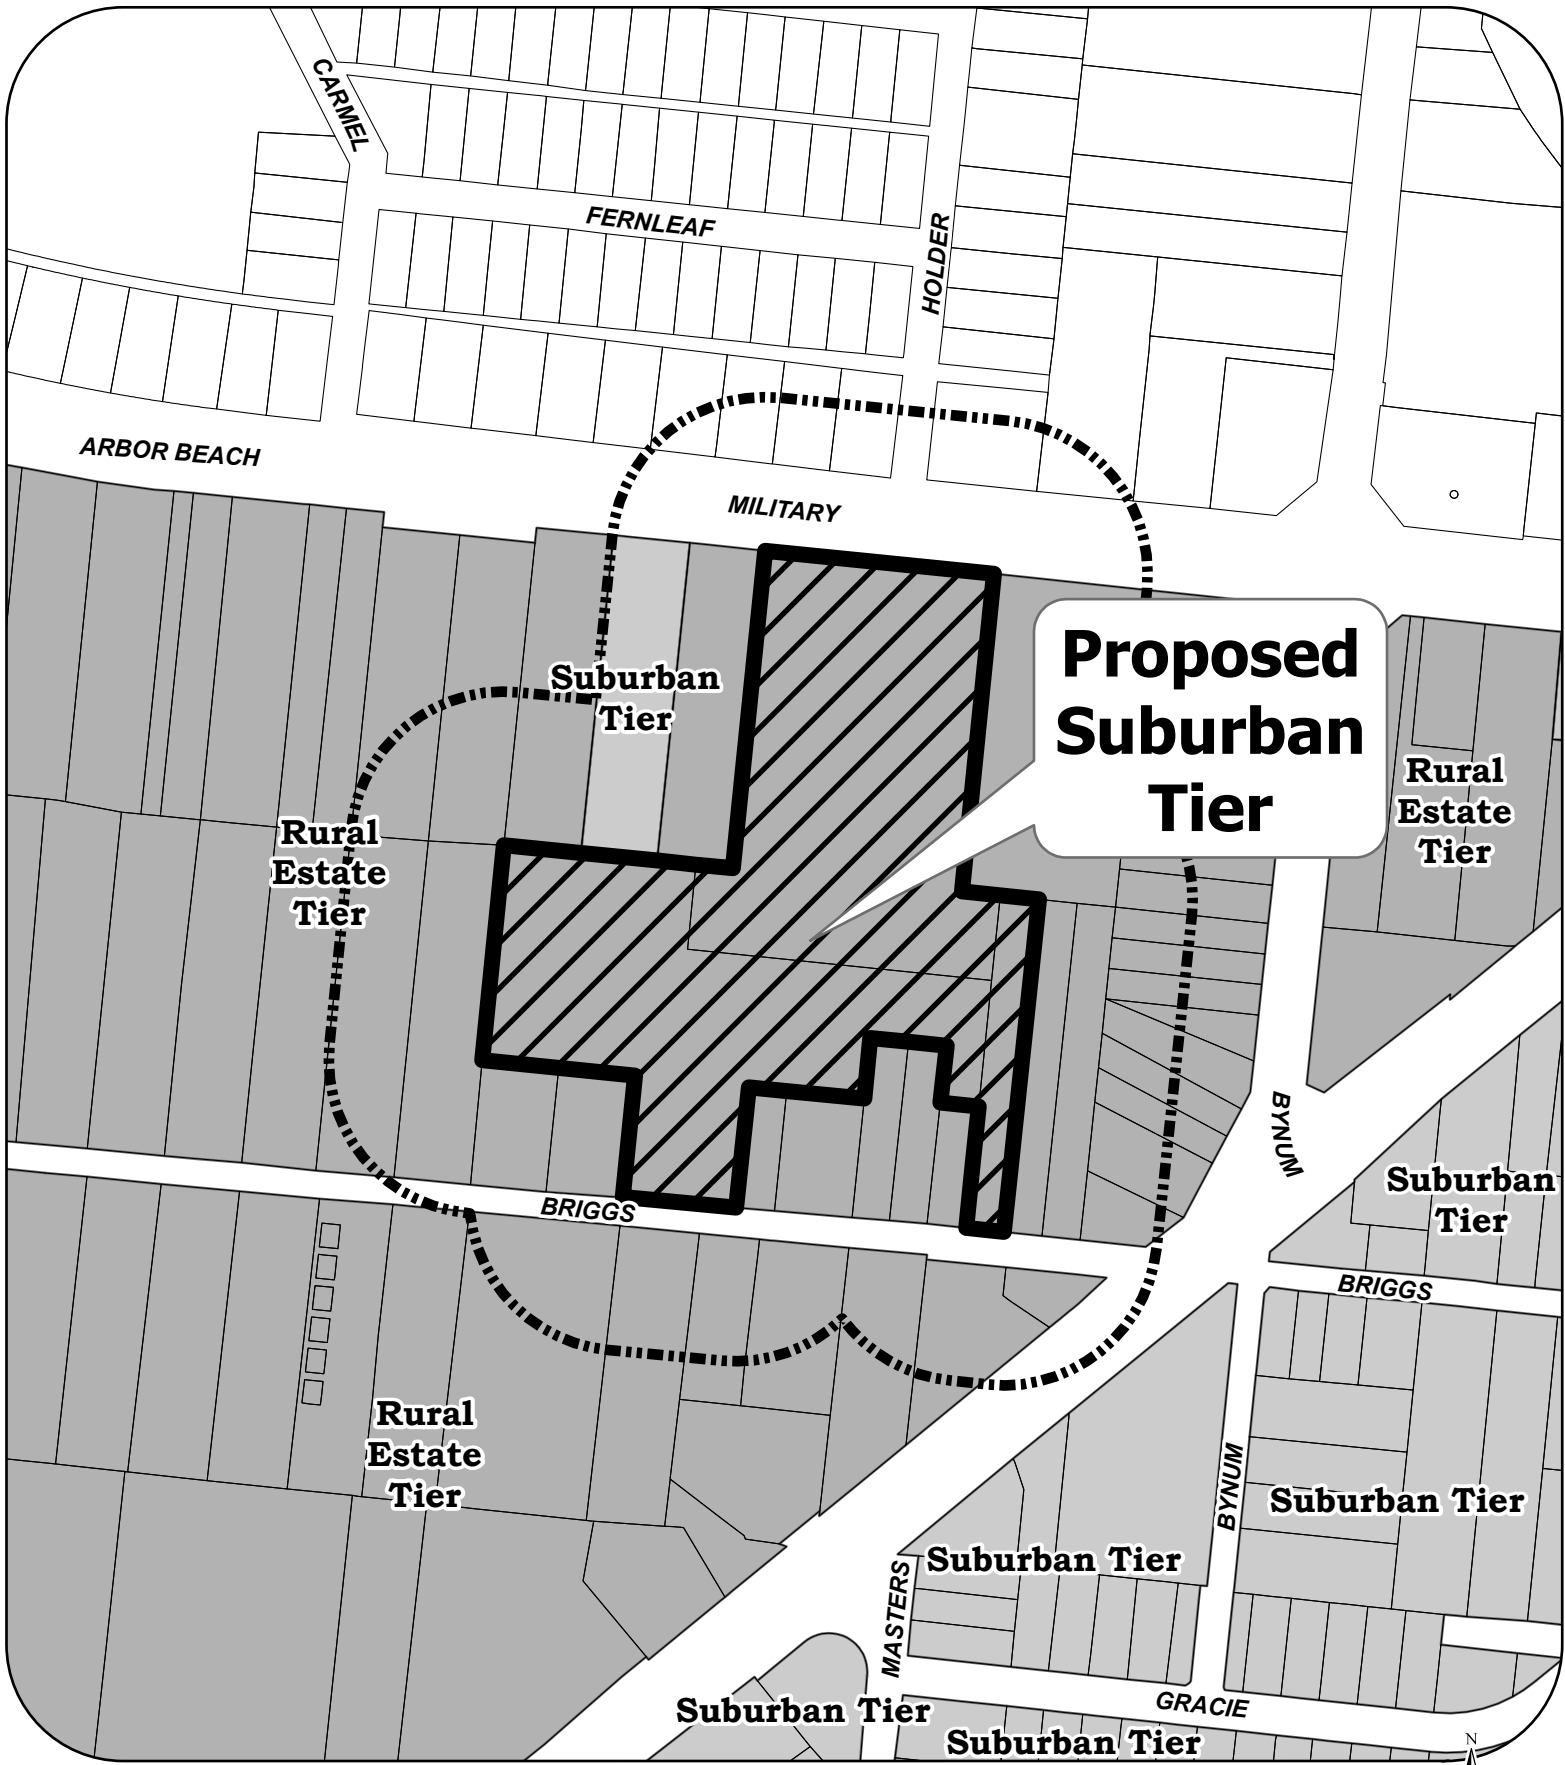 CARMEL
FERNLEAF
HOLDER
ARBOR BEACH
MILITARY
Proposed
Suburban
Tier
Suburban
Tier
Rural
Estate
Tier
Rural
Estate
Tier
BYNUM
Suburban
Tier
BRIGGS
BRIGGS
Rural
Estate
Tier
BYNUM
Suburban Tier
Suburban Tier
MASTERS
GRACIE
Suburban Tier
Suburban Tier
N